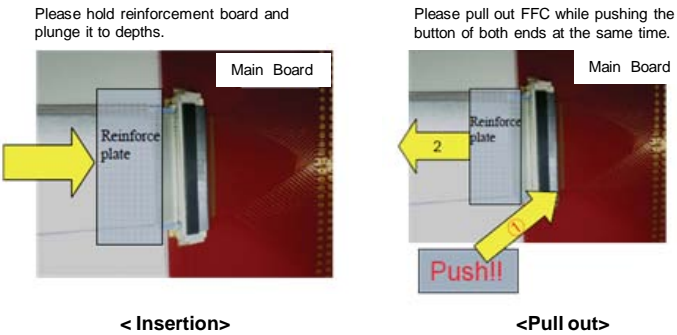 Please hold reinforcement board and
plunge it to depths.
Main Board
Reinforce
plate
< Insertion>
Please pull out FFC while pushing the
button of both ends at the same time.
Main Board
Reinforce
plate
2
①
Push!!
<Pull out>